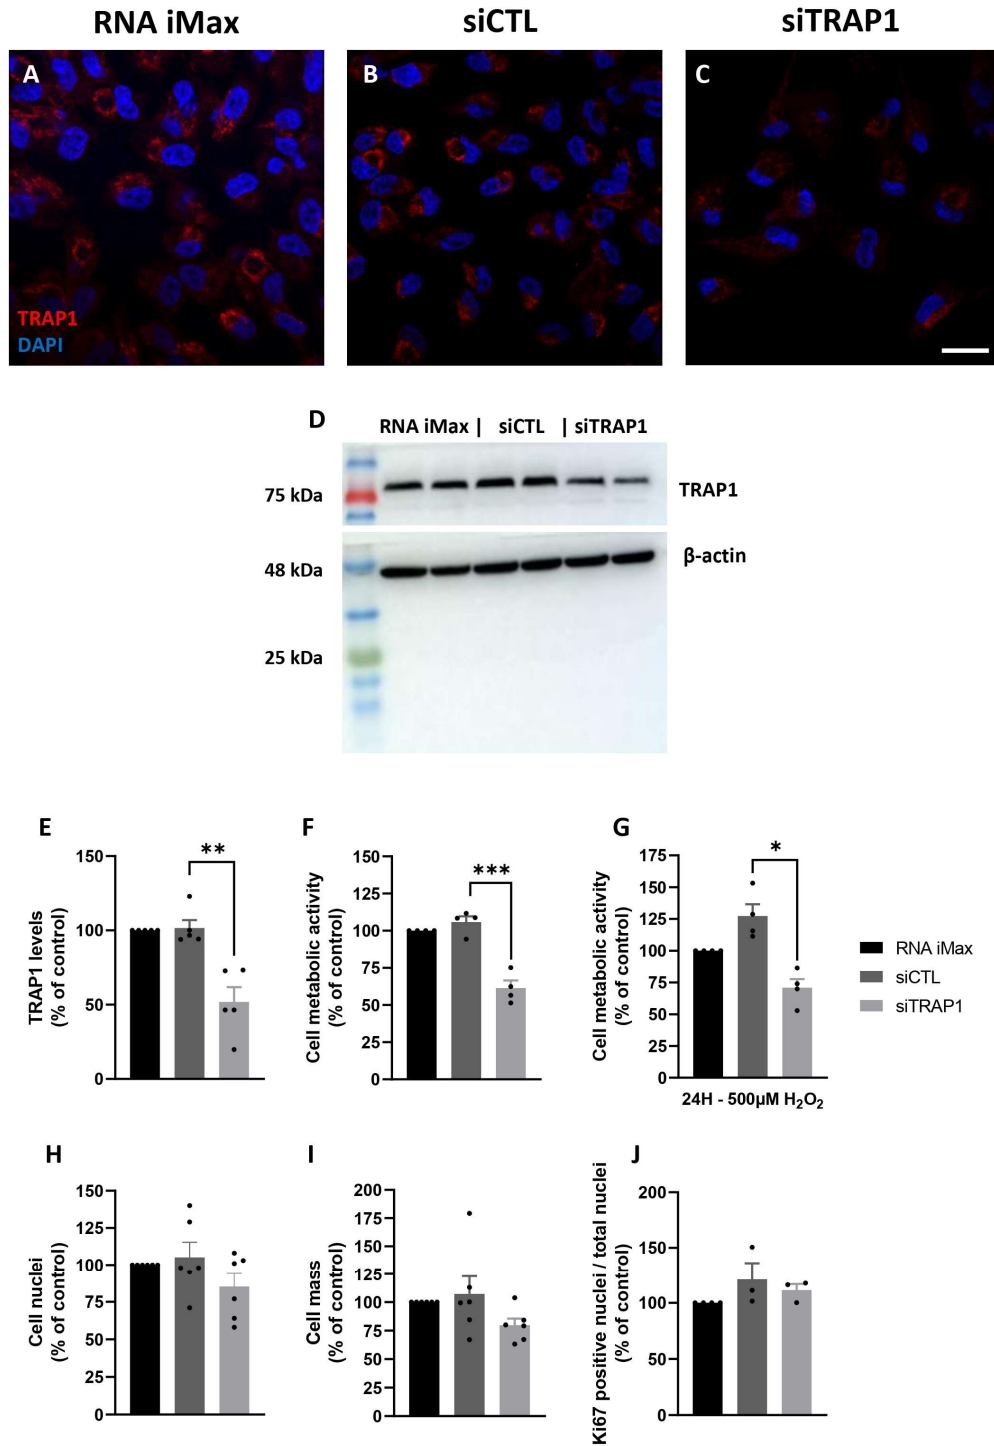 RNA iMax
siCTL
siTRAP1
A
B
C
TRAP1
DAPI
D
RNA iMax | siCTL | siTRAP1
75 kDa
TRAP1
48 kDa
β-actin
25 kDa
E
TRAP1 levels
(% of control)
150
100
50
0
**
F
Cell metabolic activity
(% of control)
150
125
100
75
50
25
0
***
G
Cell metabolic activity
(% of control)
175
150
125
100
75
50
25
0
*
24H - 500µM H₂O₂
RNA iMax
siCTL
siTRAP1
H
Cell nuclei
(% of control)
150
125
100
75
50
25
0
I
Cell mass
(% of control)
200
175
150
125
100
75
50
25
0
J
Ki67 positive nuclei / total nuclei
(% of control)
200
150
100
50
0